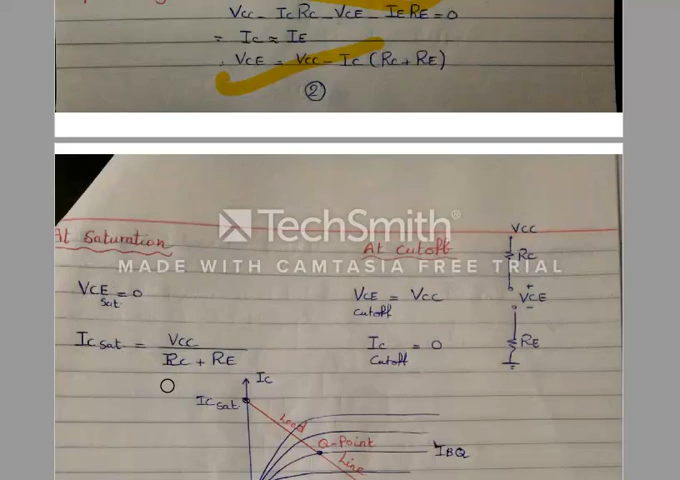 Vcc - IcRc - VCE - IERE = 0
= Ic ≈ IE
∴ VCE = Vcc - Ic (Rc + RE)
2
At Saturation
VCE sat = 0
Ic sat = Vcc / Rc + RE
At Cutoff
VCE cutoff = Vcc
Ic cutoff = 0
Vcc
Rc
+
VCE
-
RE
TechSmith®
MADE WITH CAMTASIA FREE TRIAL
Ic
Ic sat
Load
Q-Point
Line
IBQ